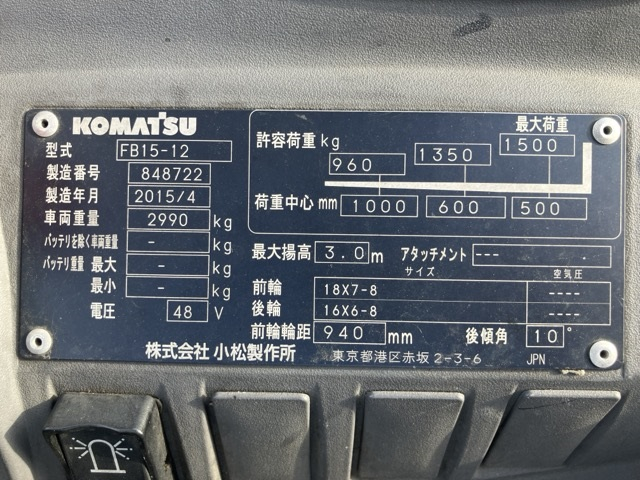 KOMATSU
型式 FB15-12
製造番号 848722
製造年月 2015/4
車両重量 2990 kg
バッテリを除く車両重量 - kg
バッテリ重量 最大 - kg
最小 - kg
電圧 48 V
最大荷重
許容荷重 kg 960 1350 1500
荷重中心 mm 1000 600 500
最大揚高 3.0 m アタッチメント --- .
サイズ 空気圧
前輪 18X7-8 ----
後輪 16X6-8 ----
前輪輪距 940 mm 後傾角 10°
株式会社 小松製作所 東京都港区赤坂 2-3-6 JPN